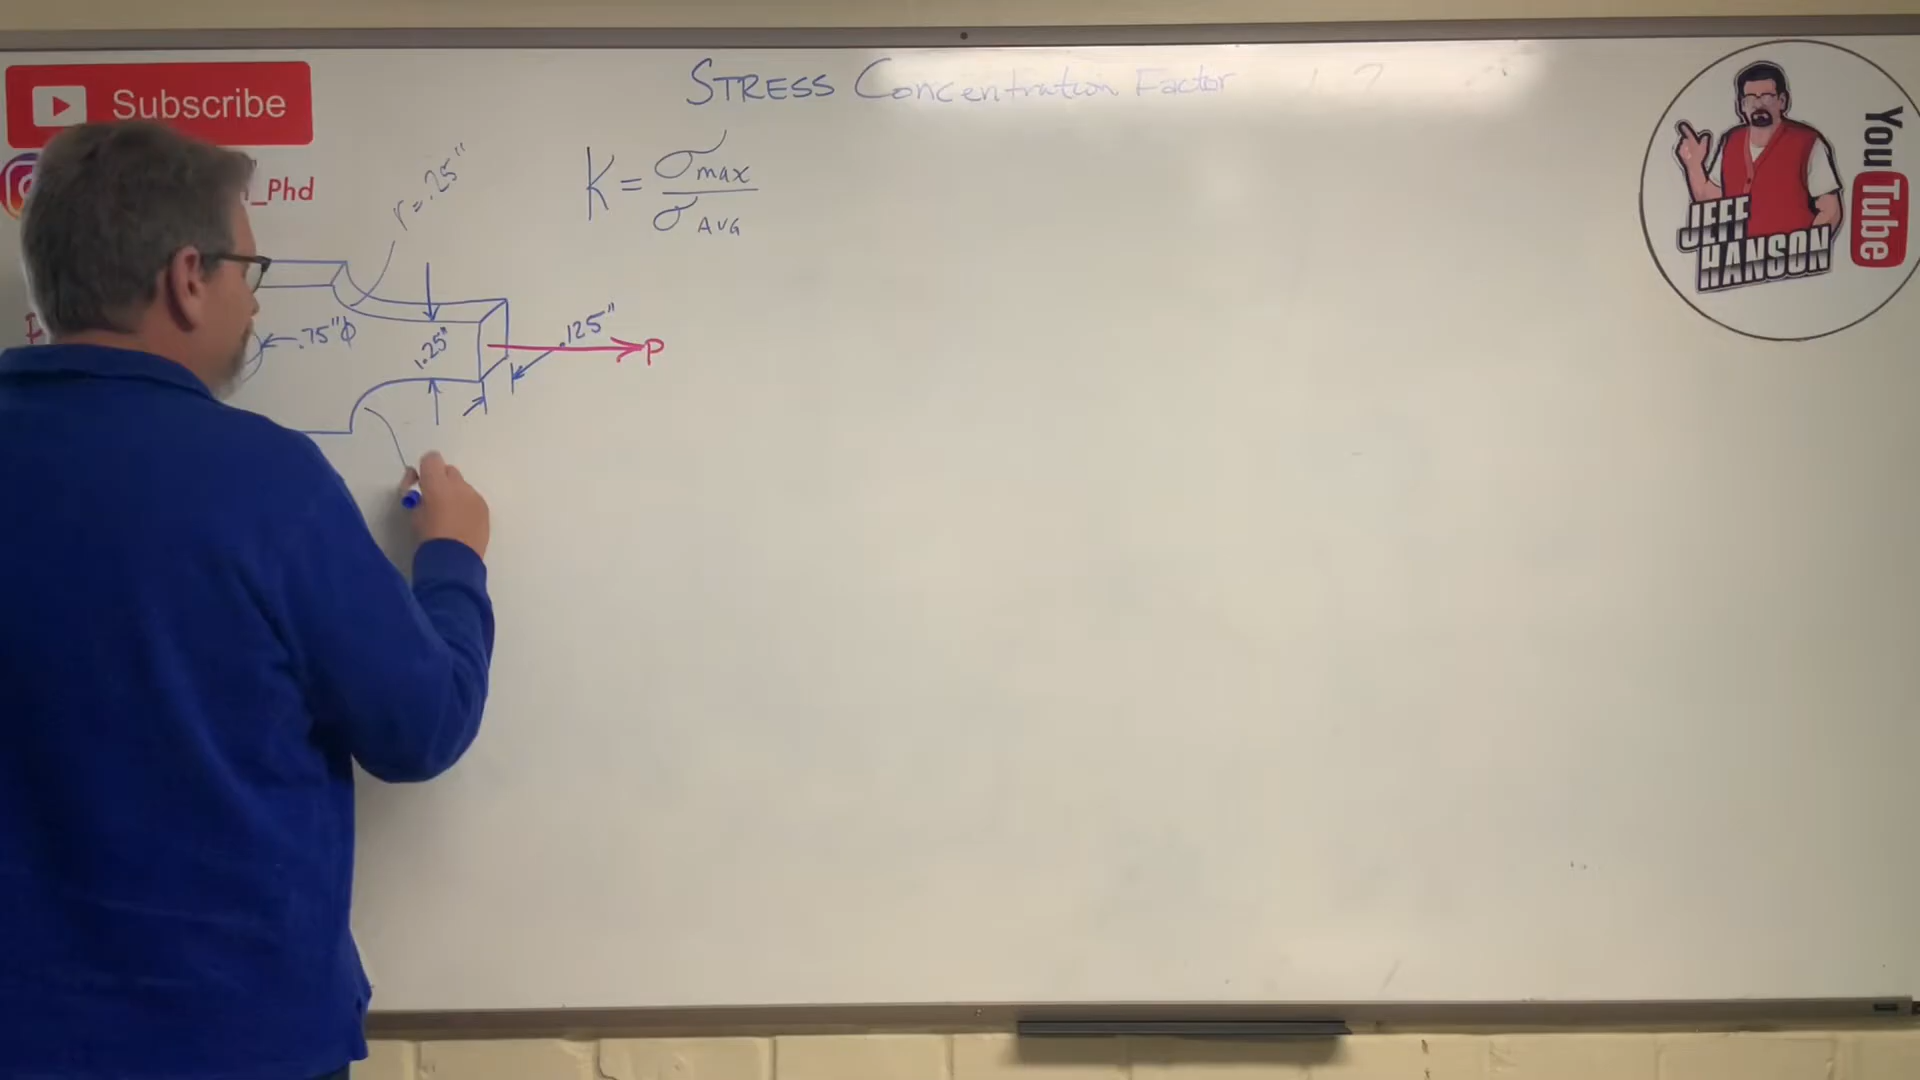 STRESS Concentration Factor
Subscribe
_Phd
r=.25"
K = σmax
σAVG
.75"ϕ
1.25"
.125"
P
JEFF
HANSON
YouTube